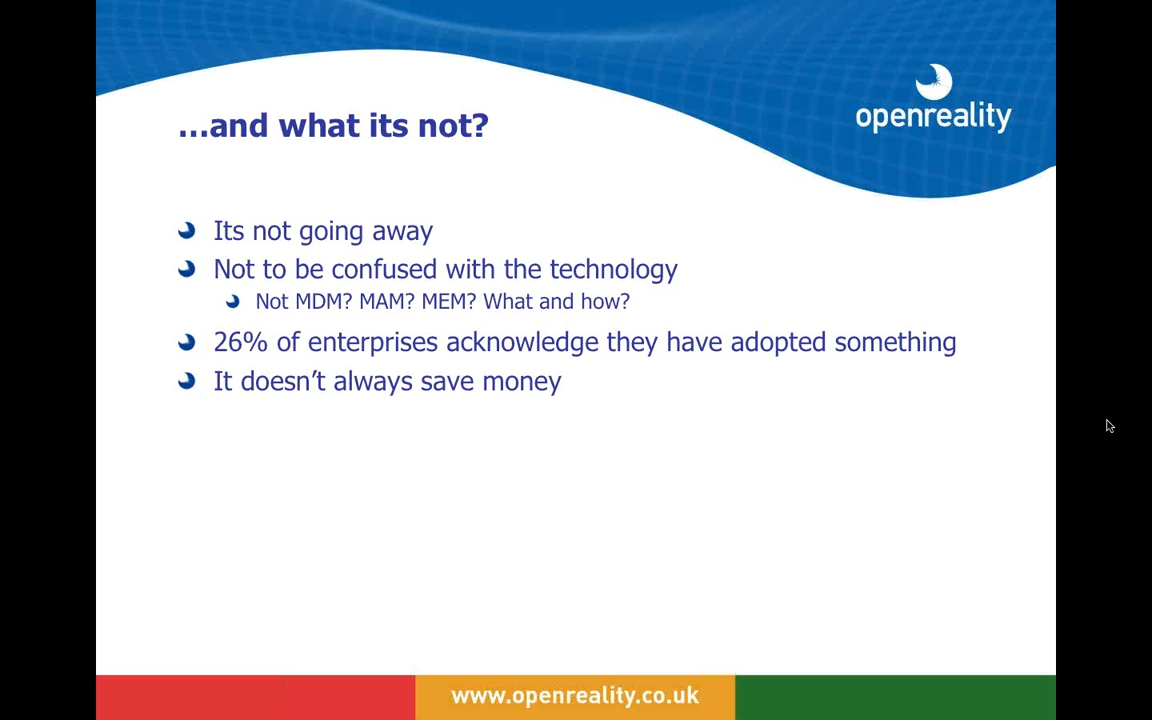 openreality
...and what its not?
Its not going away
Not to be confused with the technology
Not MDM? MAM? MEM? What and how?
26% of enterprises acknowledge they have adopted something
It doesn’t always save money
www.openreality.co.uk